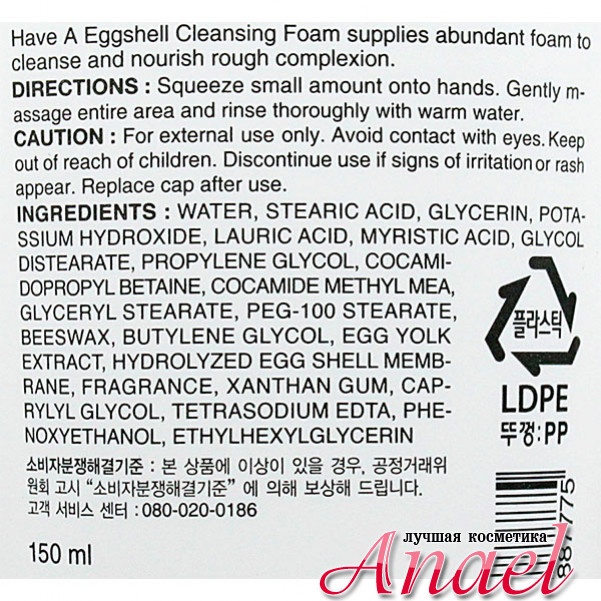 Have A Eggshell Cleansing Foam supplies abundant foam to
cleanse and nourish rough complexion.
DIRECTIONS : Squeeze small amount onto hands. Gently m-
assage entire area and rinse thoroughly with warm water.
CAUTION : For external use only. Avoid contact with eyes. Keep
out of reach of children. Discontinue use if signs of irritation or rash
appear. Replace cap after use.
INGREDIENTS : WATER, STEARIC ACID, GLYCERIN, POTA-
SSIUM HYDROXIDE, LAURIC ACID, MYRISTIC ACID, GLYCOL
DISTEARATE, PROPYLENE GLYCOL, COCAMI-
DOPROPYL BETAINE, COCAMIDE METHYL MEA,
GLYCERYL STEARATE, PEG-100 STEARATE,
BEESWAX, BUTYLENE GLYCOL, EGG YOLK
EXTRACT, HYDROLYZED EGG SHELL MEMB-
RANE, FRAGRANCE, XANTHAN GUM, CAP-
RYLYL GLYCOL, TETRASODIUM EDTA, PHE-
NOXYETHANOL, ETHYLHEXYLGLYCERIN
플라스틱
LDPE
뚜껑:PP
소비자분쟁해결기준 : 본 상품에 이상이 있을 경우, 공정거래위
원회 고시 "소비자분쟁해결기준" 에 의해 보상해 드립니다.
고객 서비스 센터 : 080-020-0186
150 ml
887775
лучшая косметика
Anael